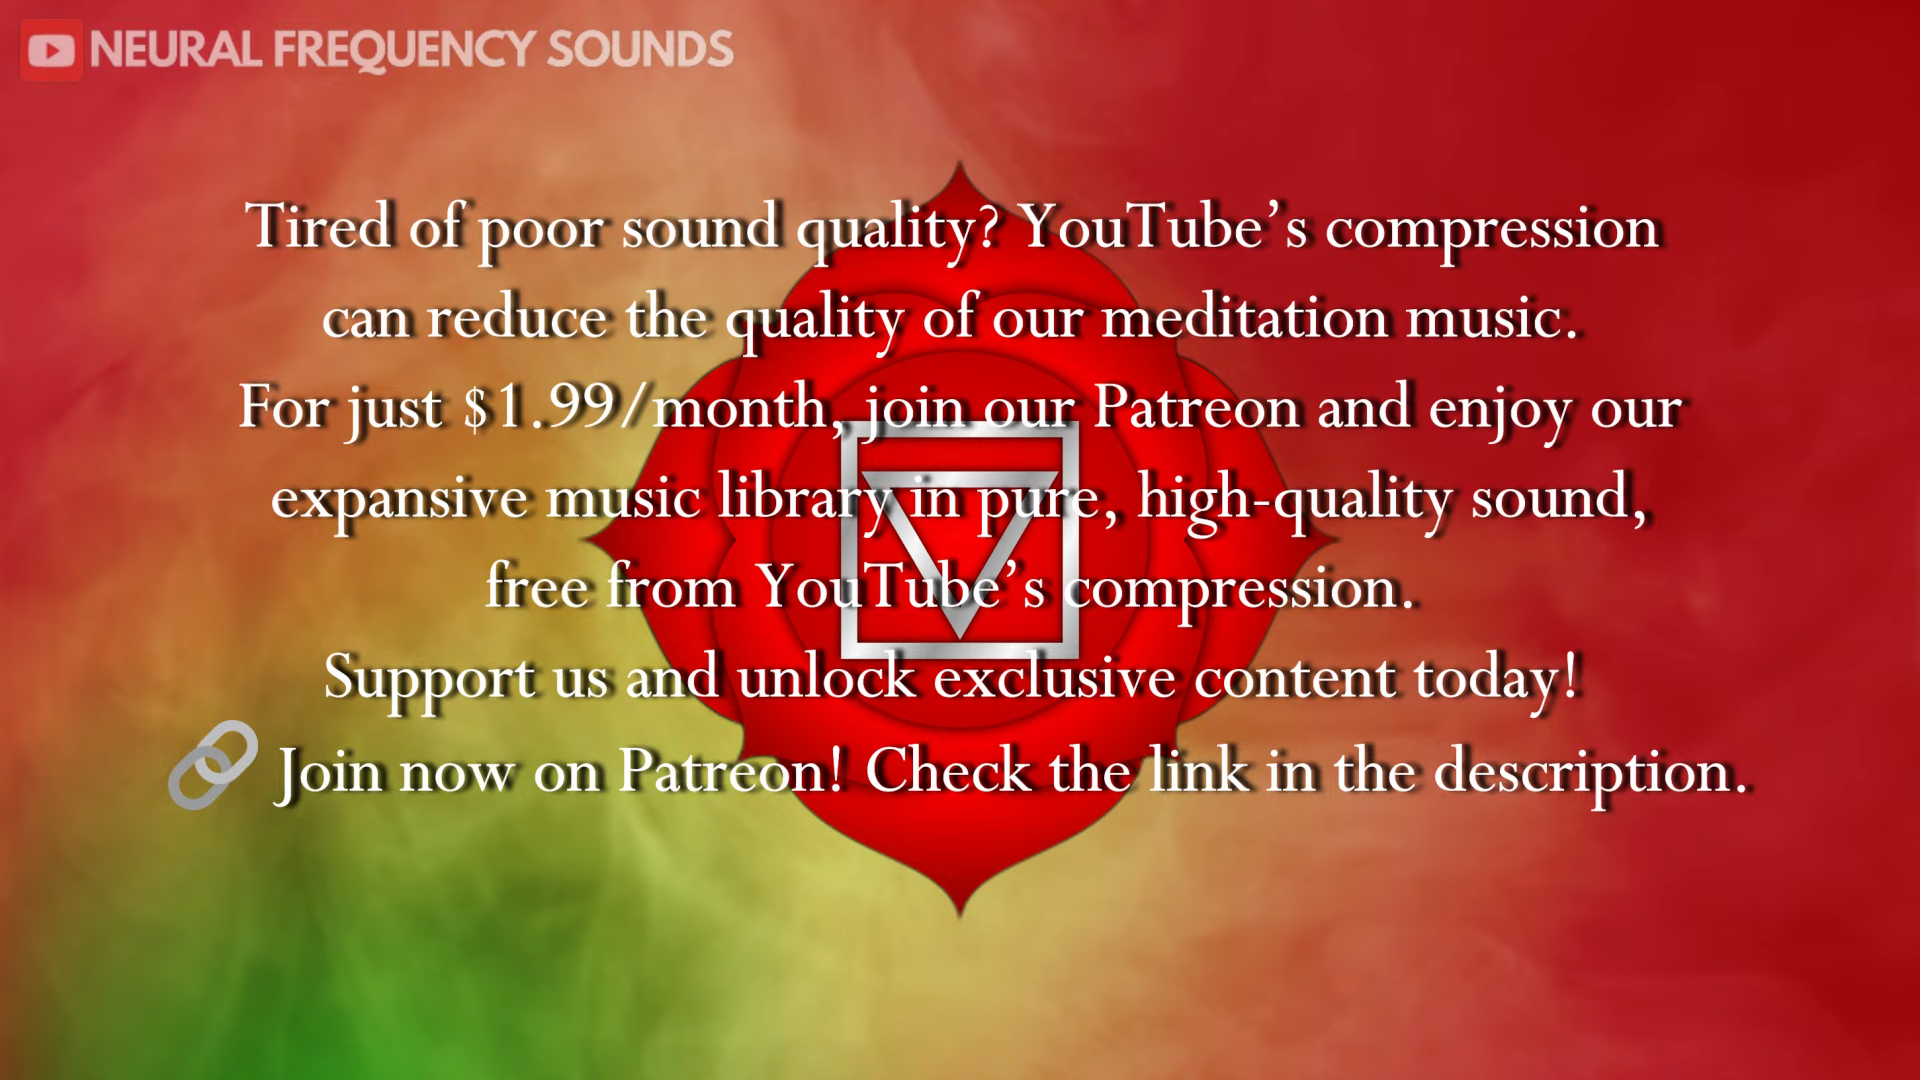 NEURAL FREQUENCY SOUNDS
Tired of poor sound quality? YouTube’s compression
can reduce the quality of our meditation music.
For just $1.99/month, join our Patreon and enjoy our
expansive music library in pure, high-quality sound,
free from YouTube’s compression.
Support us and unlock exclusive content today!
Join now on Patreon! Check the link in the description.